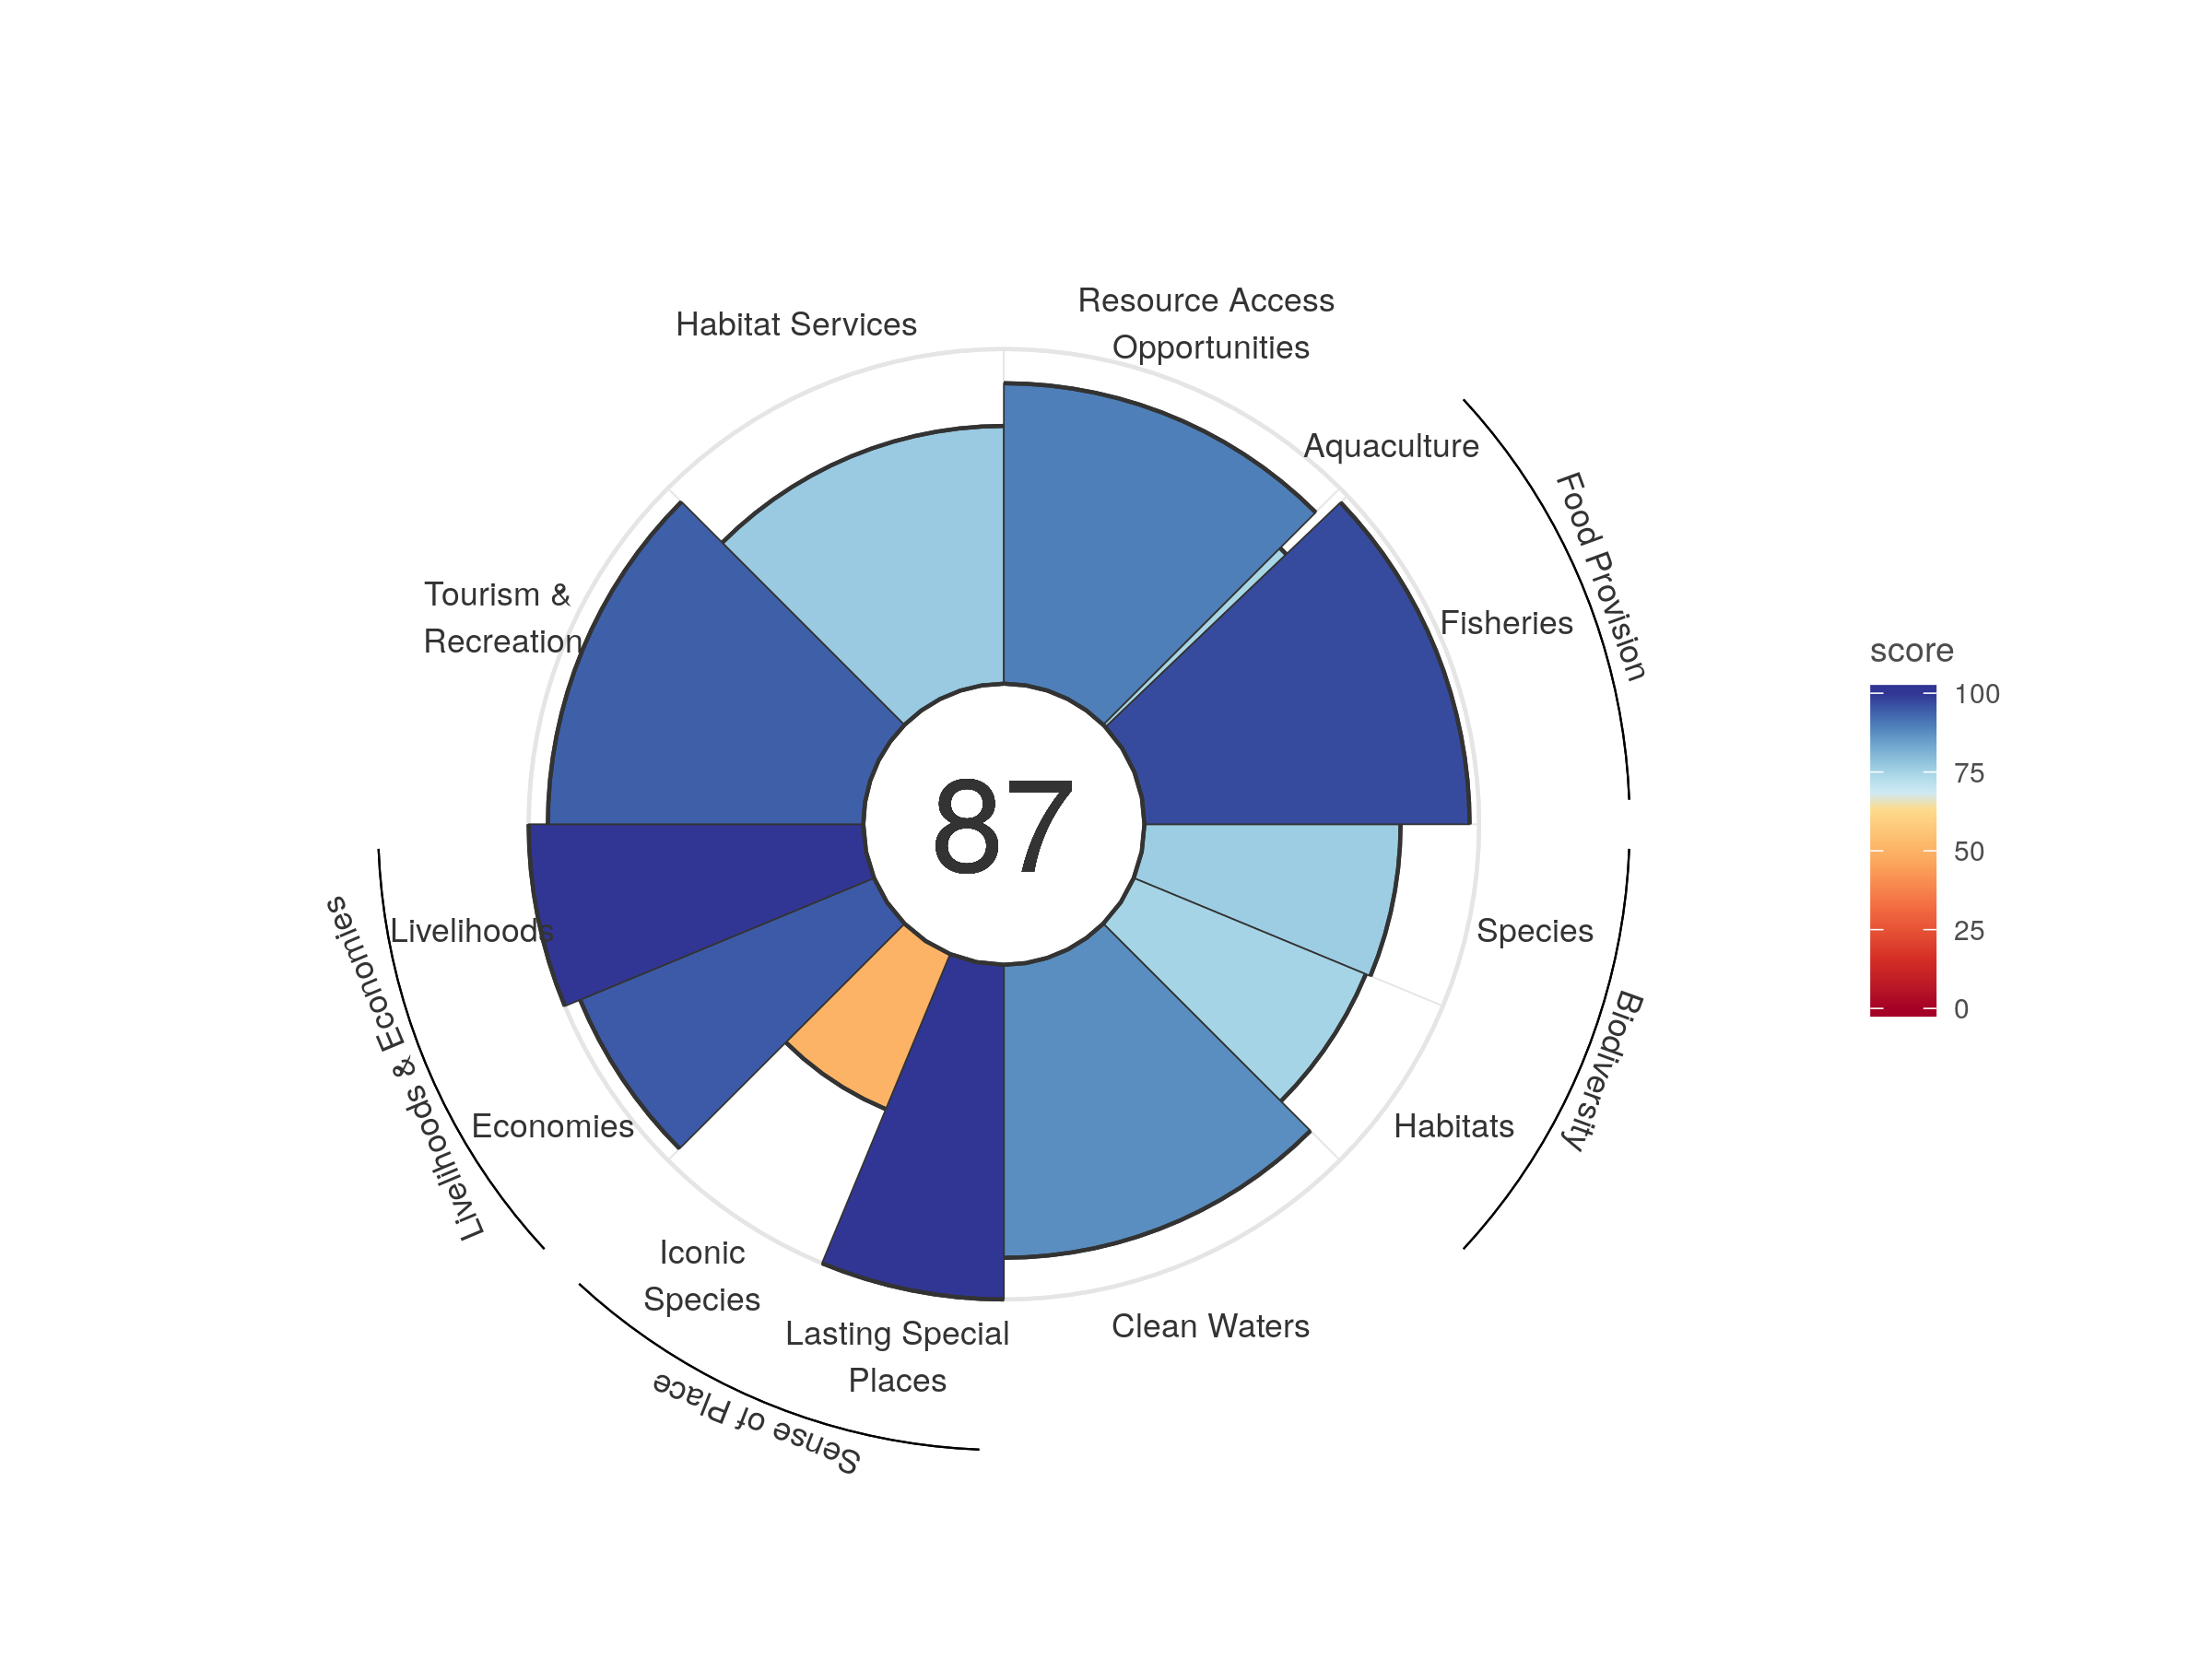 Resource Access
Opportunities
Habitat Services
Aquaculture
Food Provision
Tourism &
Recreation
Fisheries
score
100
75
50
25
0
87
Livelihoods
Species
Livelihoods & Economies
Biodiversity
Economies
Habitats
Iconic
Species
Lasting Special
Places
Clean Waters
Sense of Place